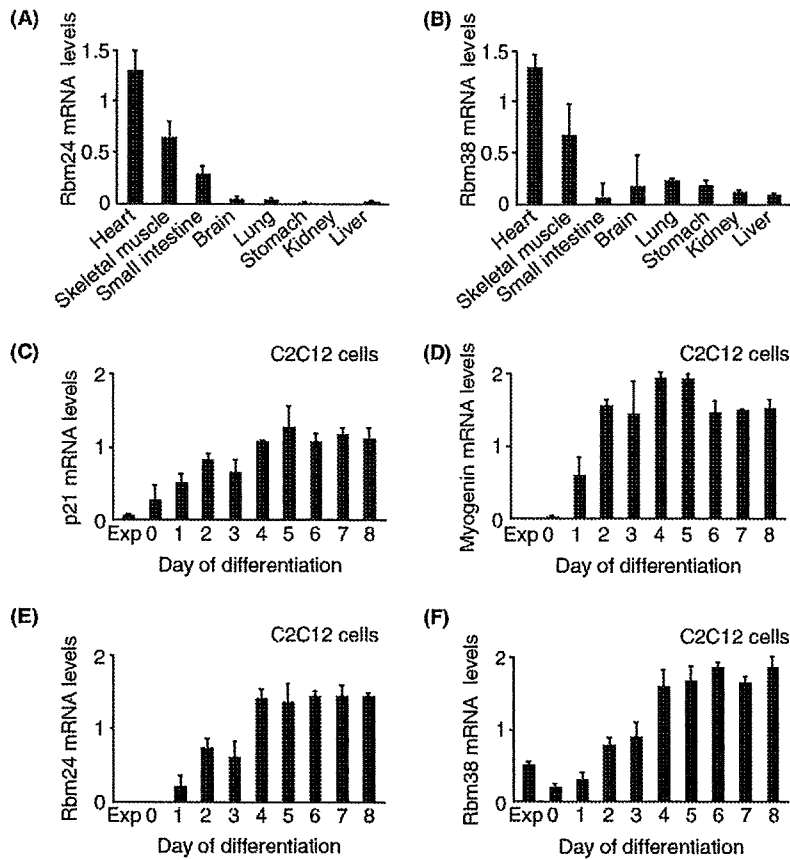 (A)
Rbm24 mRNA levels
1.5
1
0.5
0
Heart
Skeletal muscle
Small intestine
Brain
Lung
Stomach
Kidney
Liver
(B)
Rbm38 mRNA levels
1.5
1
0.5
0
Heart
Skeletal muscle
Small intestine
Brain
Lung
Stomach
Kidney
Liver
(C)
C2C12 cells
p21 mRNA levels
2
1
0
Exp 0 1 2 3 4 5 6 7 8
Day of differentiation
(D)
C2C12 cells
Myogenin mRNA levels
2
1
0
Exp 0 1 2 3 4 5 6 7 8
Day of differentiation
(E)
C2C12 cells
Rbm24 mRNA levels
2
1
0
Exp 0 1 2 3 4 5 6 7 8
Day of differentiation
(F)
C2C12 cells
Rbm38 mRNA levels
2
1
0
Exp 0 1 2 3 4 5 6 7 8
Day of differentiation